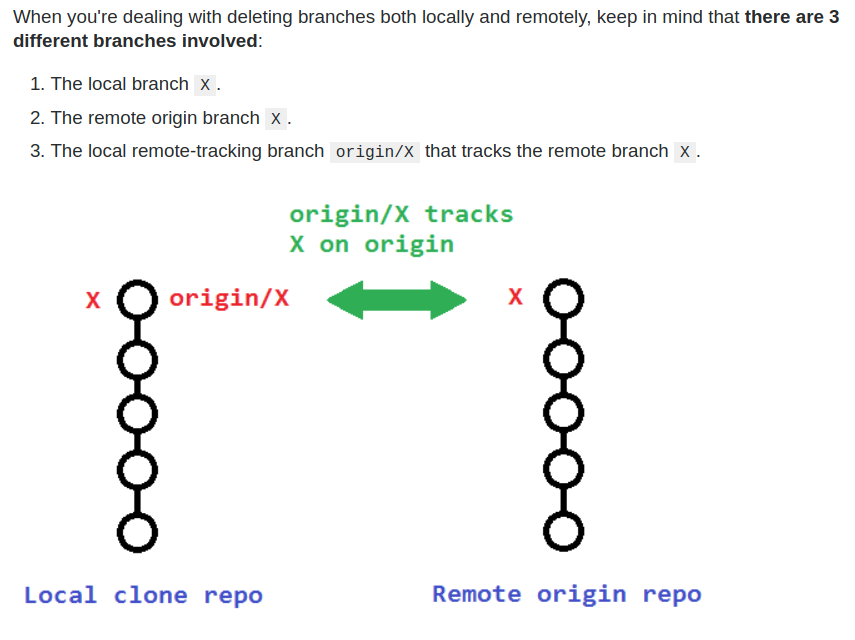 When you're dealing with deleting branches both locally and remotely, keep in mind that there are 3
different branches involved:
1. The local branch X.
2. The remote origin branch X.
3. The local remote-tracking branch origin/X that tracks the remote branch X.
origin/X tracks
X on origin
X origin/X X
Local clone repo Remote origin repo